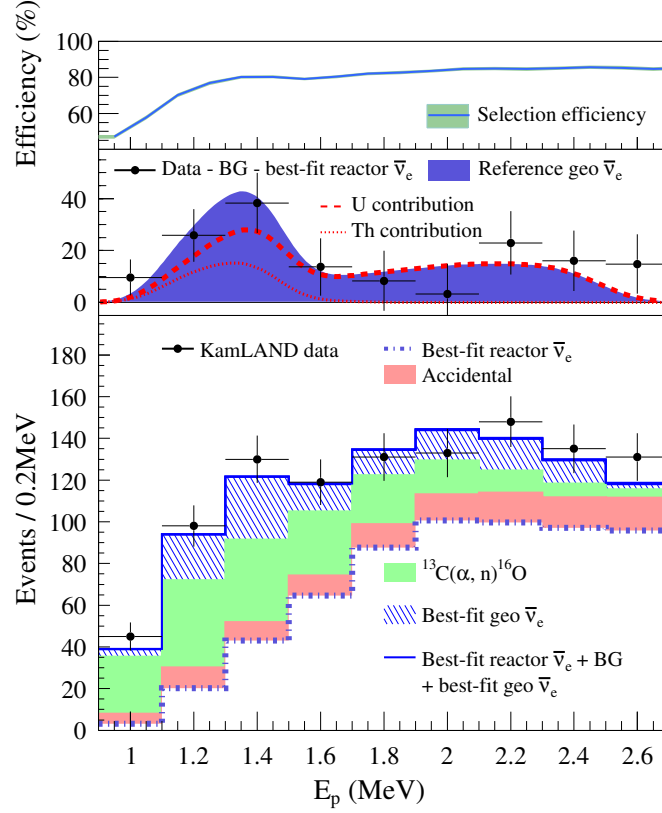 Efficiency (%)
100
80
60
40
Selection efficiency
Data - BG - best-fit reactor ν̅e
Reference geo ν̅e
U contribution
Th contribution
40
20
0
KamLAND data
Best-fit reactor ν̅e
Accidental
13C(α, n)16O
Best-fit geo ν̅e
Best-fit reactor ν̅e + BG
+ best-fit geo ν̅e
Events / 0.2MeV
180
160
140
120
100
80
60
40
20
0
1 1.2 1.4 1.6 1.8 2 2.2 2.4 2.6
Ep (MeV)